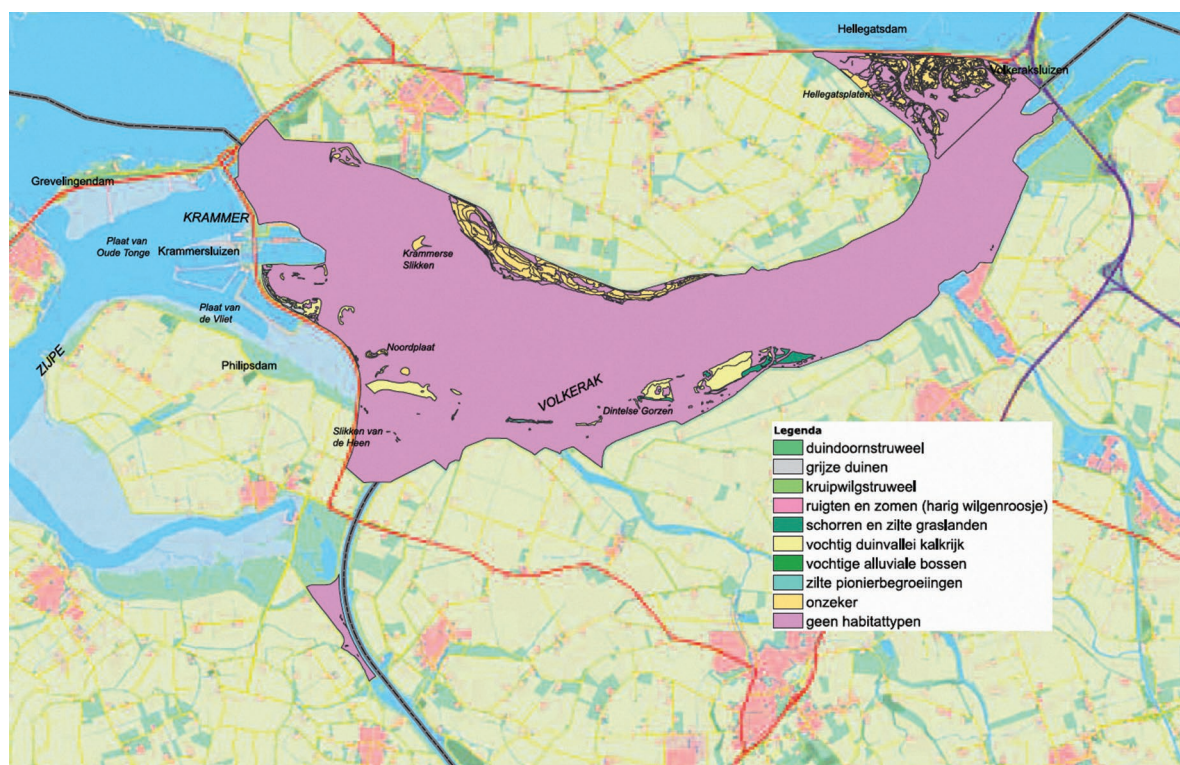 Hellegatsdam
Volkeraksluizen
Hellegatsplaten
Grevelingendam
KRAMMER
Plaat van
Oude Tonge
Krammersluizen
Krammerse
Slikken
Plaat van
de Vliet
ZIJPE
Noordplaat
Philipsdam
VOLKERAK
Dintelse Gorzen
Slikken van
de Heen
Legenda
duindoornstruweel
grijze duinen
kruipwilgstruweel
ruigten en zomen (harig wilgenroosje)
schorren en zilte graslanden
vochtig duinvallei kalkrijk
vochtige alluviale bossen
zilte pionierbegroeiingen
onzeker
geen habitattypen